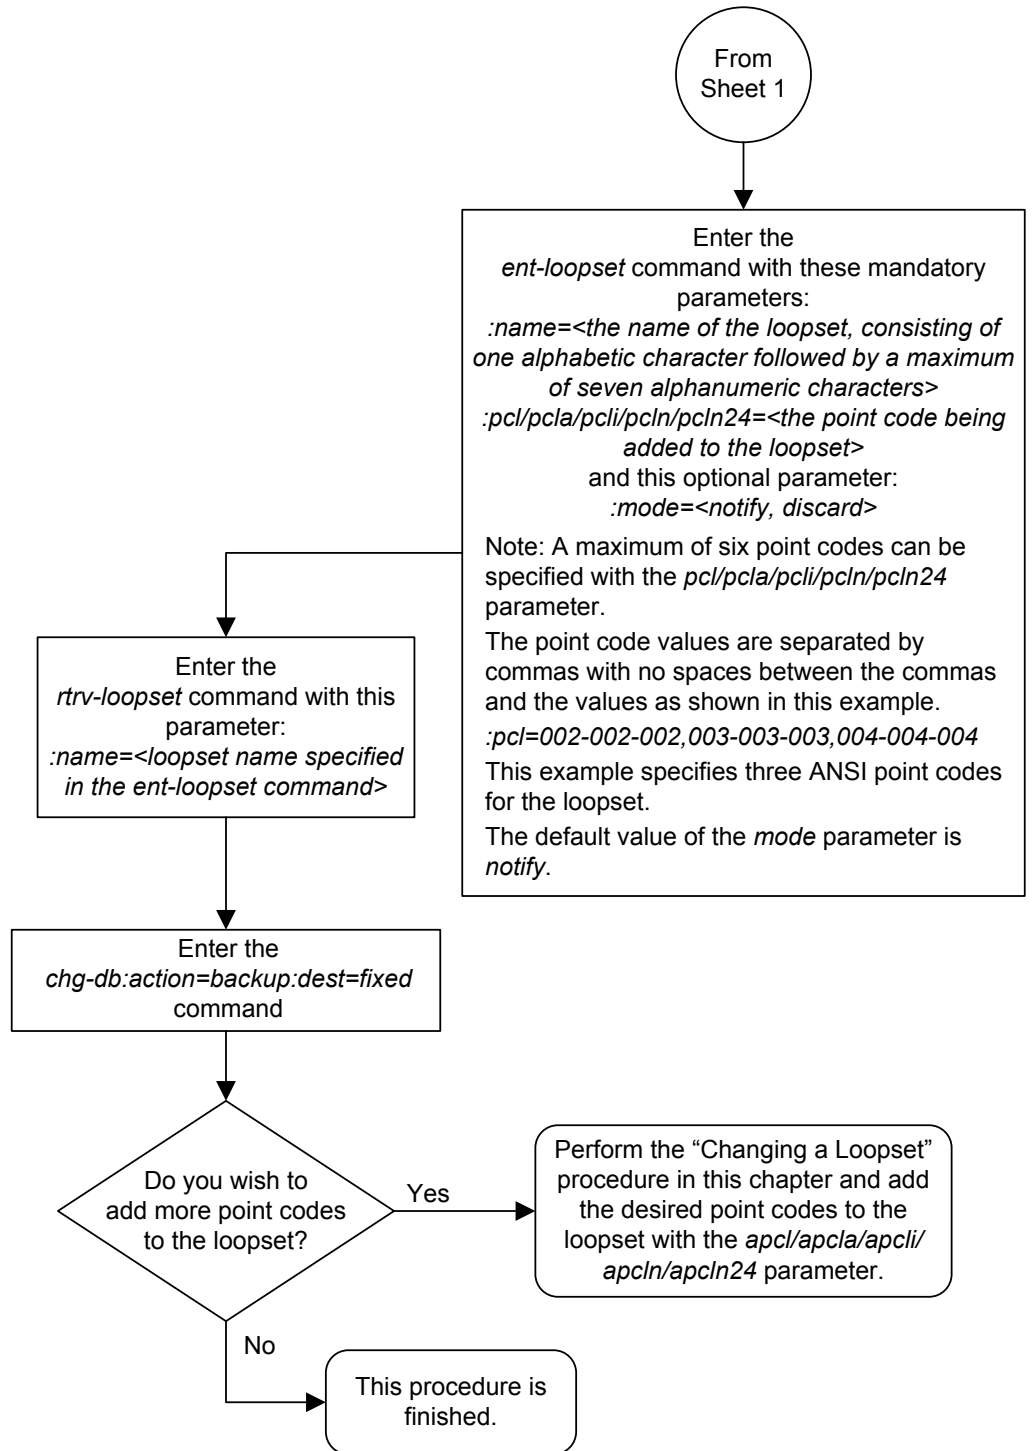 From
Sheet 1
Enter the
ent-loopset command with these mandatory
parameters:
:name=<the name of the loopset, consisting of
one alphabetic character followed by a maximum
of seven alphanumeric characters>
:pcl/pcla/pcli/pcln/pcln24=<the point code being
added to the loopset>
and this optional parameter:
:mode=<notify, discard>
Note: A maximum of six point codes can be
specified with the pcl/pcla/pcli/pcln/pcln24
parameter.
The point code values are separated by
commas with no spaces between the commas
and the values as shown in this example.
:pcl=002-002-002,003-003-003,004-004-004
This example specifies three ANSI point codes
for the loopset.
The default value of the mode parameter is
notify.
Enter the
rtrv-loopset command with this
parameter:
:name=<loopset name specified
in the ent-loopset command>
Enter the
chg-db:action=backup:dest=fixed
command
Do you wish to
add more point codes
to the loopset?
Yes
Perform the “Changing a Loopset”
procedure in this chapter and add
the desired point codes to the
loopset with the apcl/apcla/apcli/
apcln/apcln24 parameter.
No
This procedure is
finished.